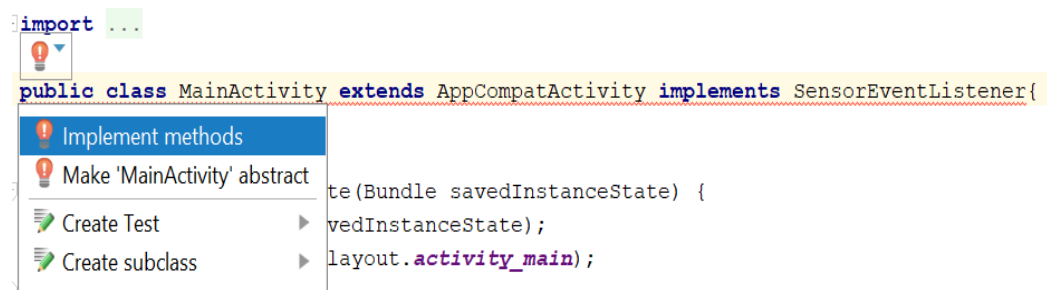 import ...
public class MainActivity extends AppCompatActivity implements SensorEventListener{
Implement methods
Make 'MainActivity' abstract
te(Bundle savedInstanceState) {
Create Test
vedInstanceState);
Create subclass
layout.activity_main);